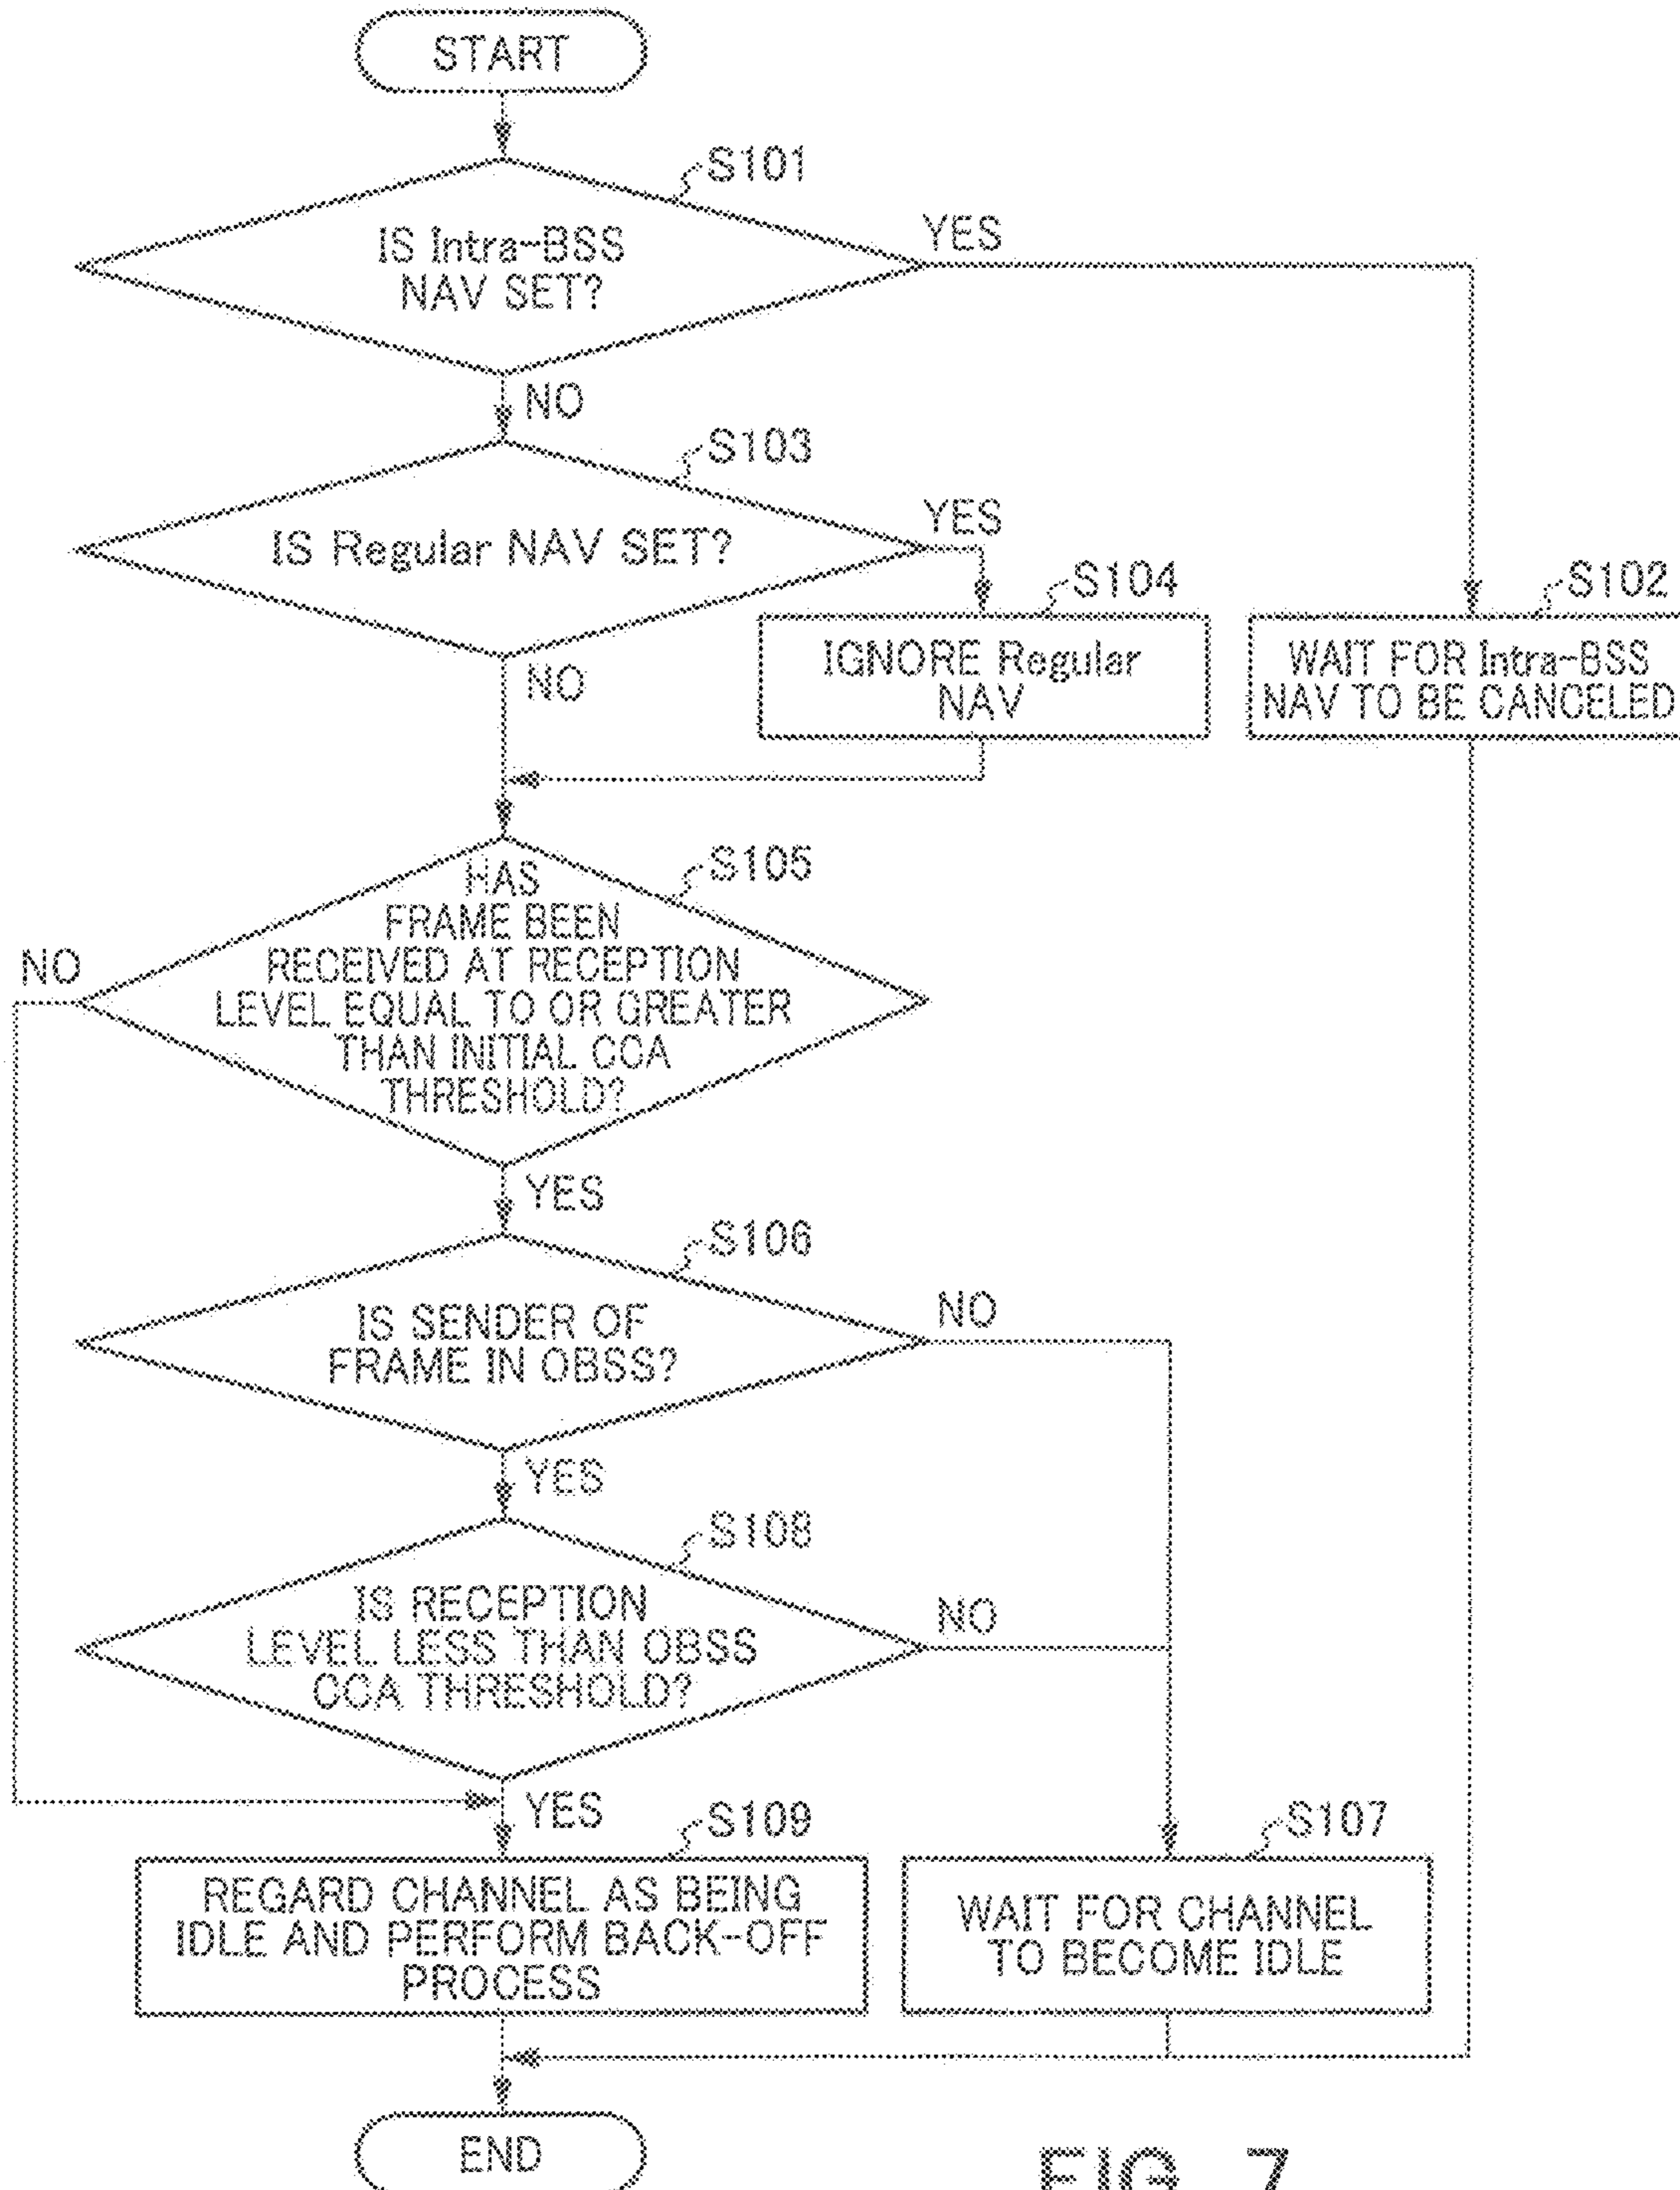 START
S101
IS Intra-BSS
NAV SET?
YES
NO
S103
IS Regular NAV SET?
YES
S104
IGNORE Regular
NAV
S102
WAIT FOR Intra-BSS
NAV TO BE CANCELED
NO
S105
HAS
FRAME BEEN
RECEIVED AT RECEPTION
LEVEL EQUAL TO OR GREATER
THAN INITIAL CCA
THRESHOLD?
NO
YES
S106
IS SENDER OF
FRAME IN OBSS?
NO
YES
S108
IS RECEPTION
LEVEL LESS THAN OBSS
CCA THRESHOLD?
NO
YES
S109
REGARD CHANNEL AS BEING
IDLE AND PERFORM BACK-OFF
PROCESS
S107
WAIT FOR CHANNEL
TO BECOME IDLE
END
FIG. 7